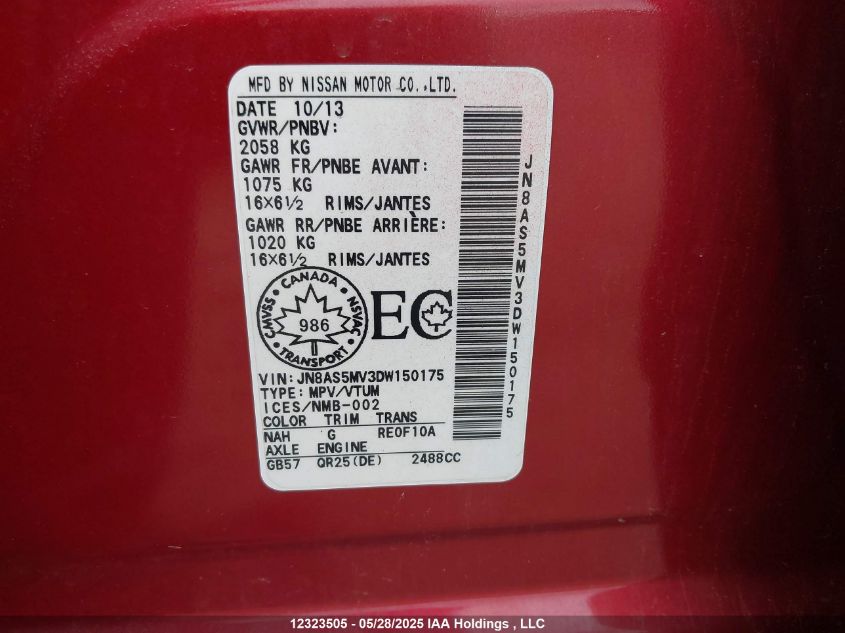 MFD BY NISSAN MOTOR CO.,LTD.
DATE 10/13
GVWR/PNBV:
2058 KG
GAWR FR/PNBE AVANT:
1075 KG
16×6½ RIMS/JANTES
GAWR RR/PNBE ARRIÈRE:
1020 KG
16×6½ RIMS/JANTES
CANADA
CMVSS
NSVAC
986
TRANSPORT
EC
VIN:JN8AS5MV3DW150175
TYPE:MPV/VTUM
ICES/NMB-002
COLOR TRIM TRANS
NAH G RE0F10A
AXLE ENGINE
GB57 QR25(DE) 2488CC
JN8AS5MV3DW150175
12323505 - 05/28/2025 IAA Holdings , LLC